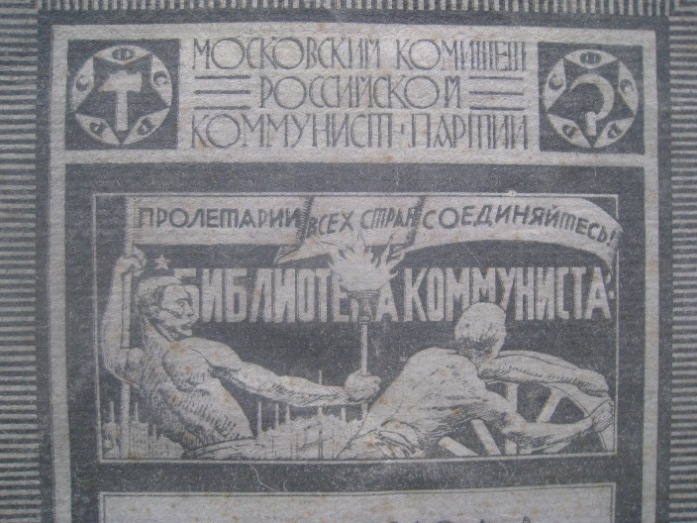 МОСКОВСКИЙ КОМИТЕТ
РОССИЙСКОЙ
КОММУНИСТ · ПАРТИИ
Р С Ф С Р
Р С Ф С Р
ПРОЛЕТАРИИ ВСЕХ СТРАН СОЕДИНЯЙТЕСЬ!
БИБЛИОТЕКА КОММУНИСТА